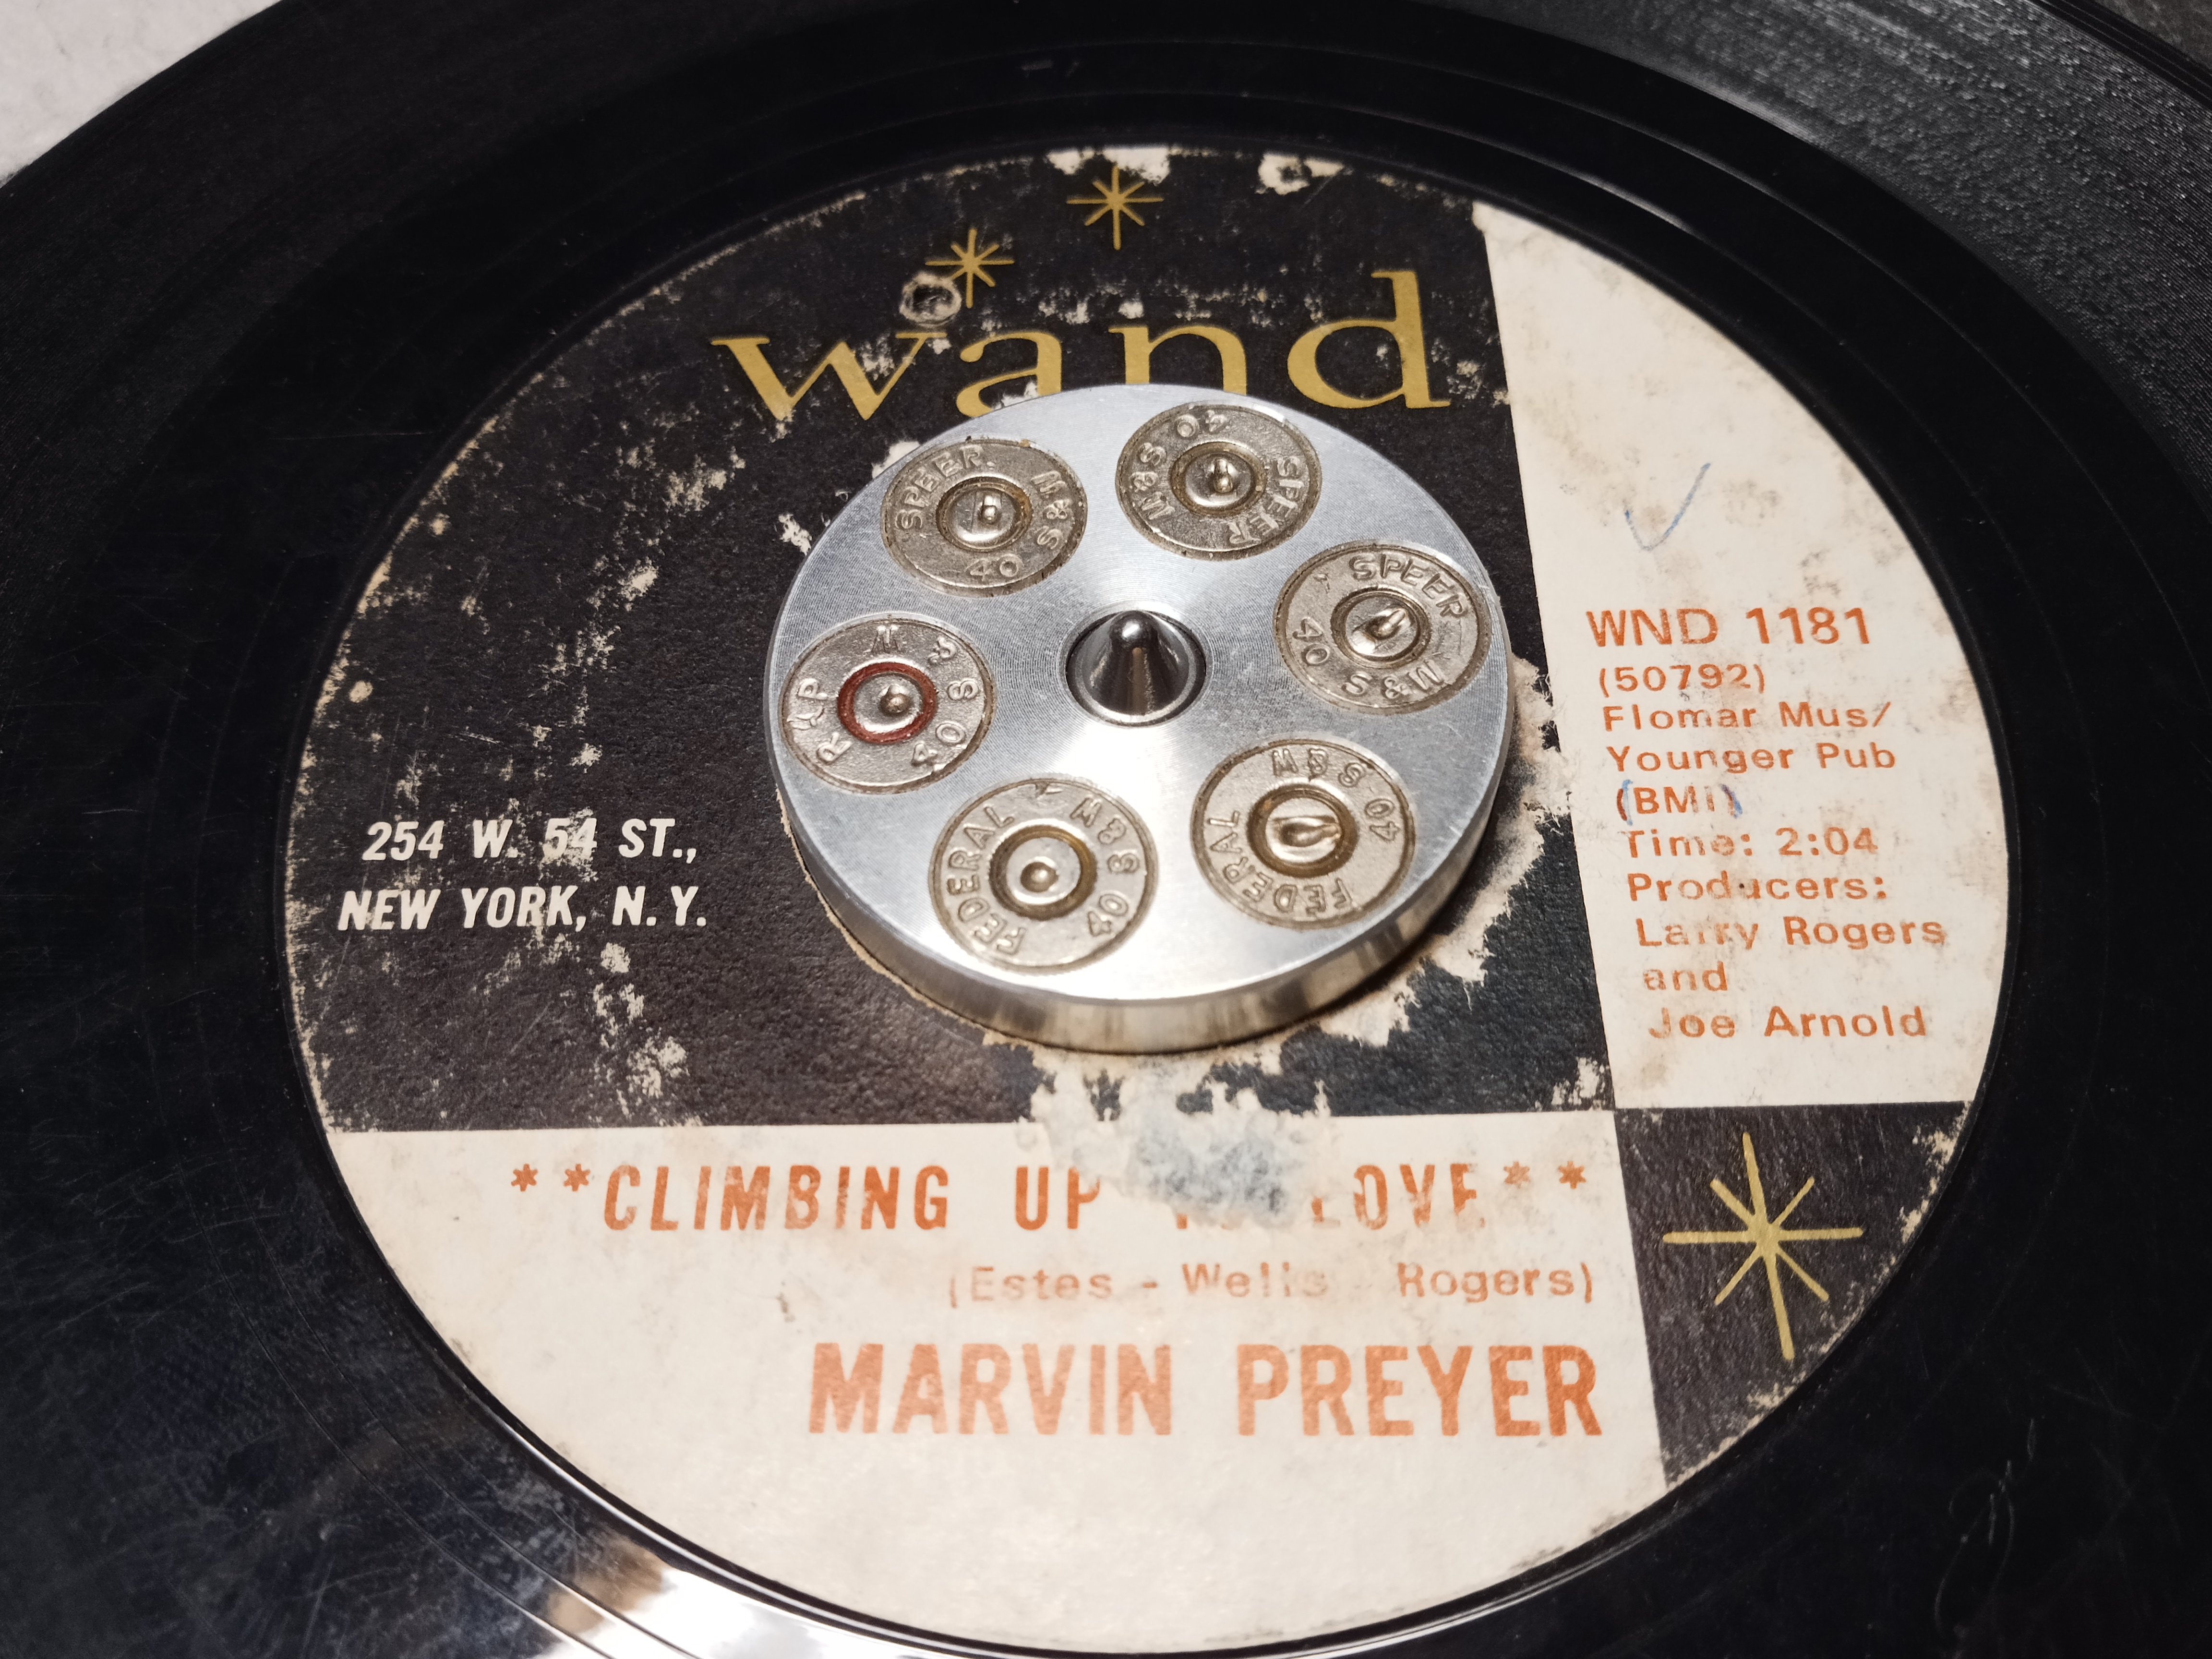 wand
SPEER S&W 40
SPEER S&W 40
SPEER S&W 40
R P 40 S & W
FEDERAL 40 S&W
FEDERAL 40 S&W
254 W. 54 ST.,
NEW YORK, N.Y.
WND 1181
(50792)
Flomar Mus/
Younger Pub
(BMI)
Time: 2:04
Producers:
Larry Rogers
and
Joe Arnold
**CLIMBING UP LOVE**
(Estes - Wells Rogers)
MARVIN PREYER